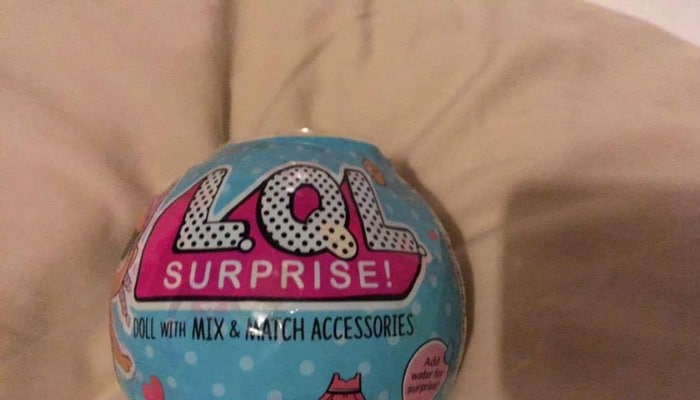 L.O.L.
SURPRISE!
DOLL WITH MIX & MATCH ACCESSORIES
Add
water for
surprise!